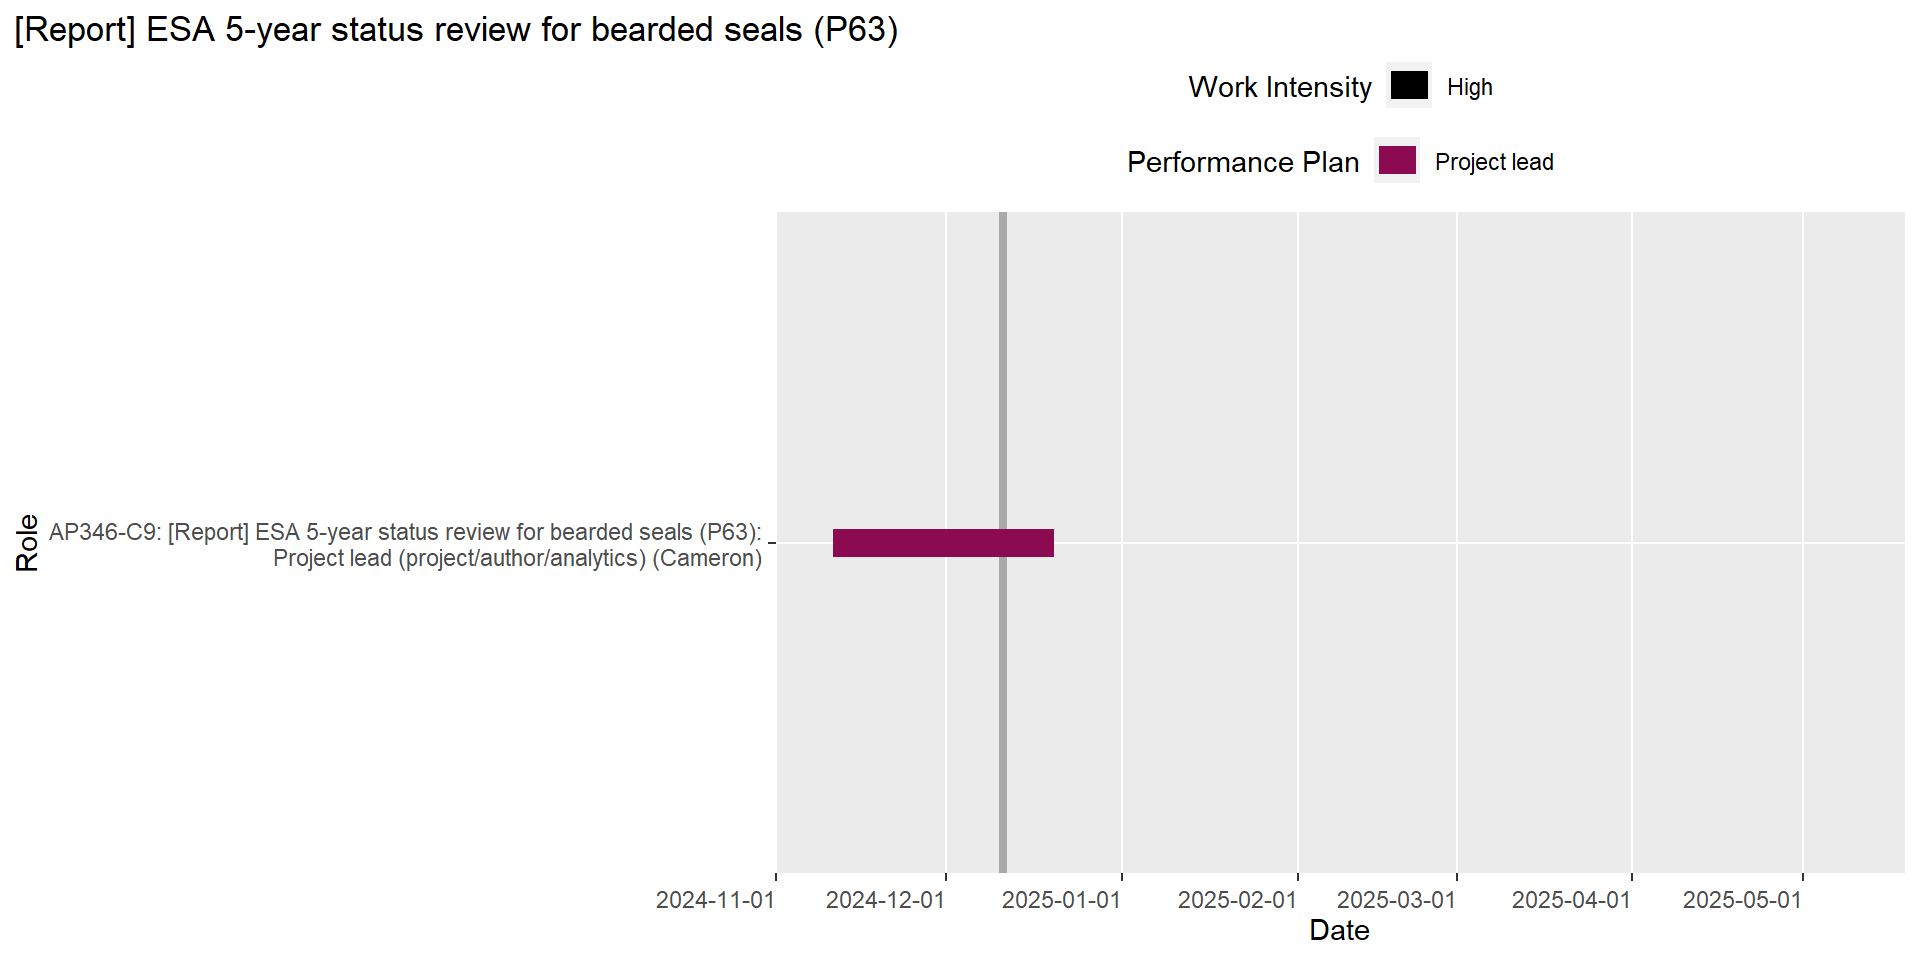 [Report] ESA 5-year status review for bearded seals (P63)
Work Intensity High
Performance Plan Project lead
Role
AP346-C9: [Report] ESA 5-year status review for bearded seals (P63):
Project lead (project/author/analytics) (Cameron)
2024-11-01 2024-12-01 2025-01-01 2025-02-01 2025-03-01 2025-04-01 2025-05-01
Date